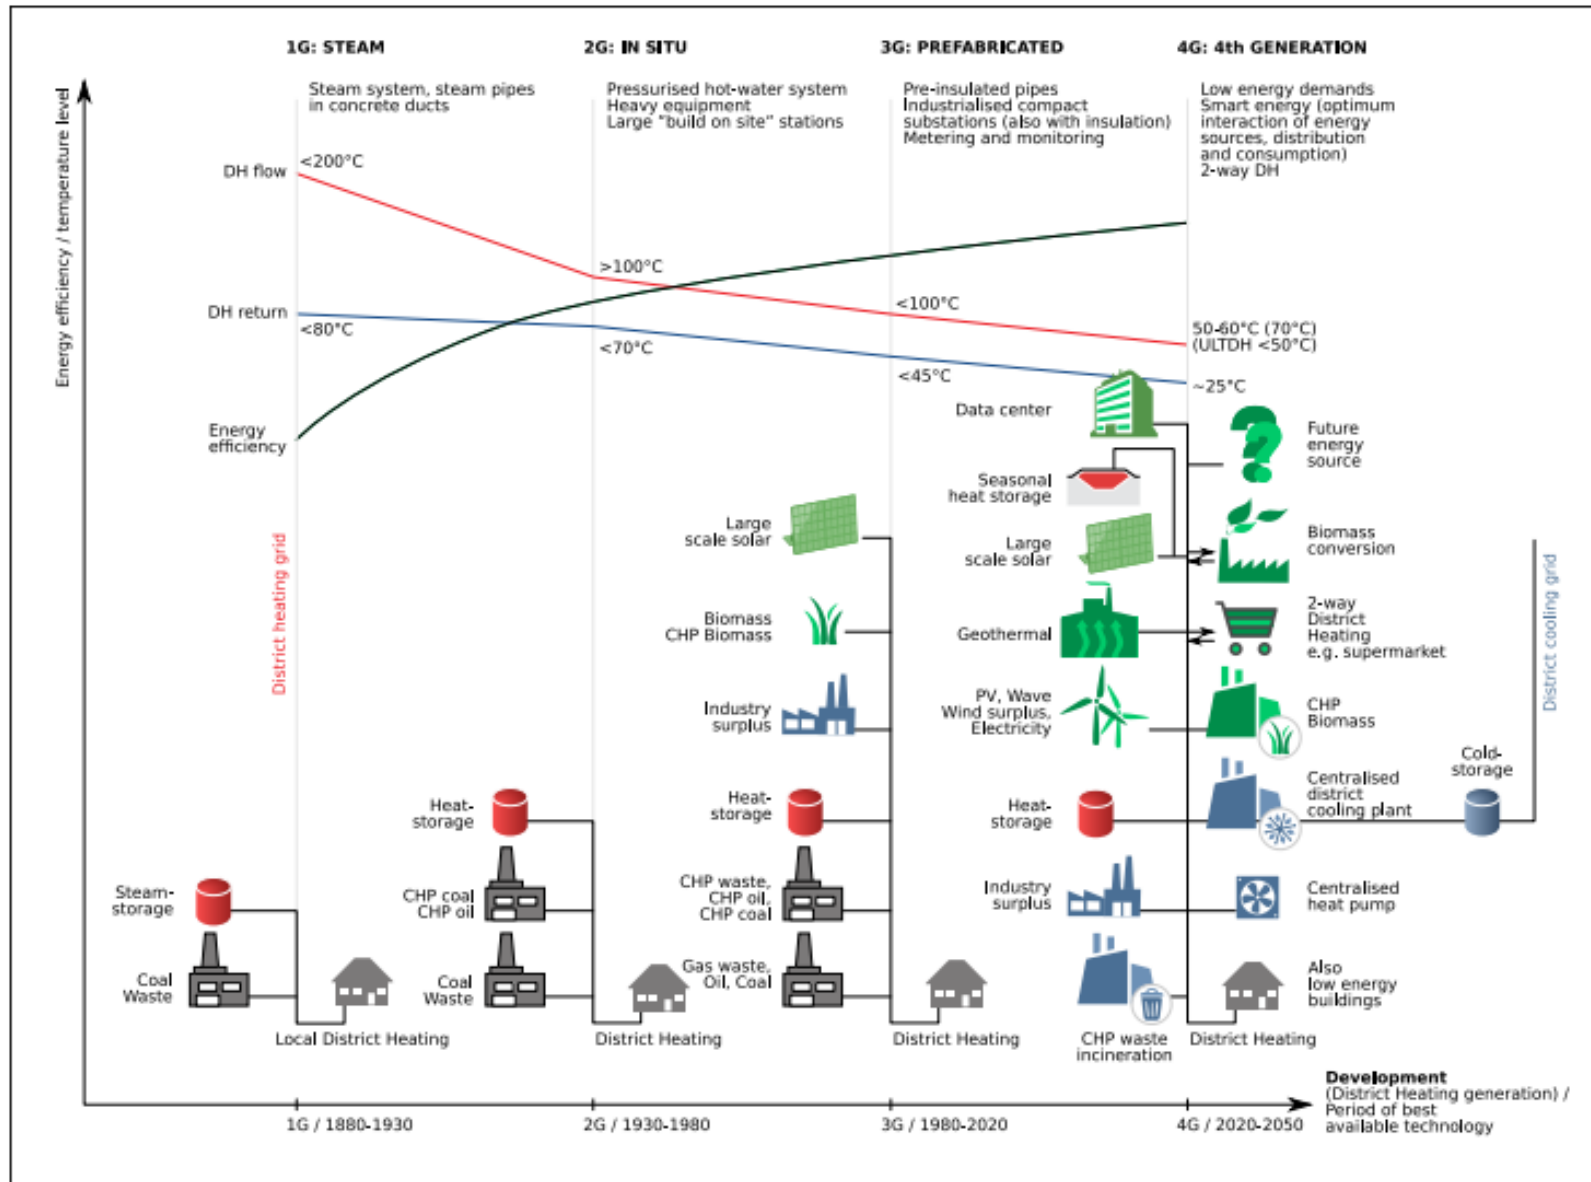 1G: STEAM
2G: IN SITU
3G: PREFABRICATED
4G: 4th GENERATION
Steam system, steam pipes
in concrete ducts
Pressurised hot-water system
Heavy equipment
Large "build on site" stations
Pre-insulated pipes
Industrialised compact
substations (also with insulation)
Metering and monitoring
Low energy demands
Smart energy (optimum
interaction of energy
sources, distribution
and consumption)
2-way DH
Energy efficiency / temperature level
DH flow
<200°C
>100°C
<100°C
50-60°C (70°C)
(ULTDH <50°C)
DH return
<80°C
<70°C
<45°C
~25°C
Energy
efficiency
District heating grid
Steam-
storage
Coal
Waste
Local District Heating
Heat-
storage
CHP coal
CHP oil
Coal
Waste
District Heating
Large
scale solar
Biomass
CHP Biomass
Industry
surplus
Heat-
storage
CHP waste,
CHP oil,
CHP coal
Gas waste,
Oil, Coal
District Heating
Data center
Seasonal
heat storage
Large
scale solar
Geothermal
PV, Wave
Wind surplus,
Electricity
Heat-
storage
Industry
surplus
CHP waste
incineration
Future
energy
source
Biomass
conversion
2-way
District
Heating
e.g. supermarket
CHP
Biomass
Centralised
district
cooling plant
Cold-
storage
Centralised
heat pump
Also
low energy
buildings
District Heating
District cooling grid
1G / 1880-1930
2G / 1930-1980
3G / 1980-2020
4G / 2020-2050
Development
(District Heating generation) /
Period of best
available technology